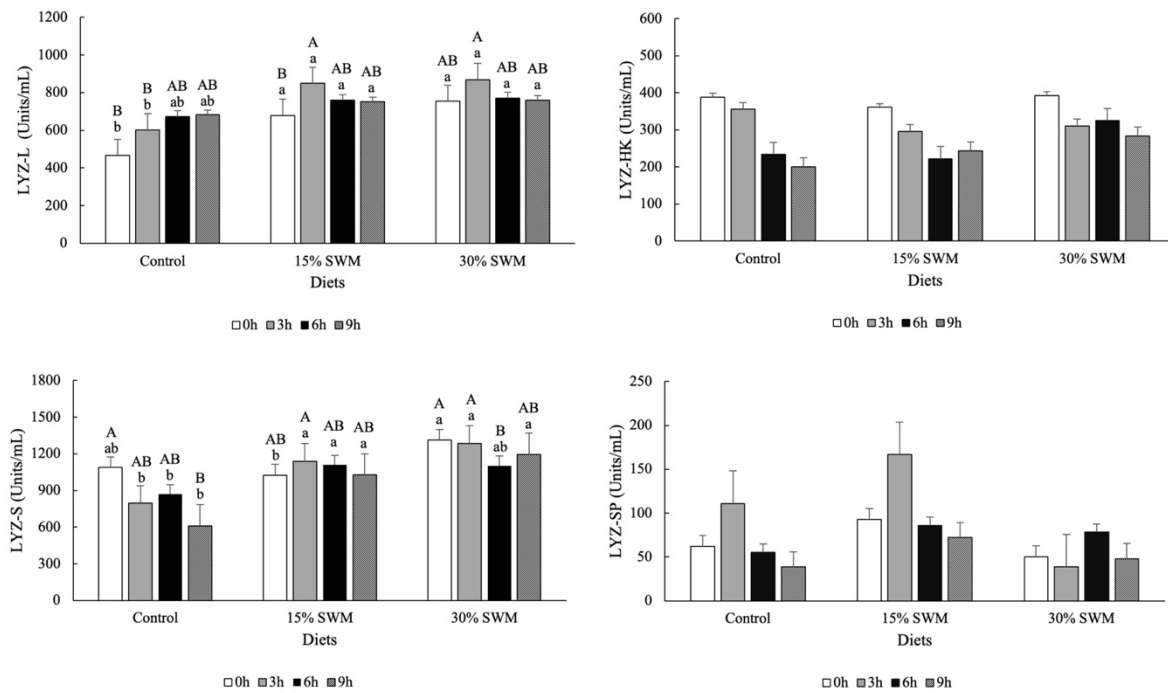 LYZ-L (Units/mL)
1200
1000
800
600
400
200
0
B
b
B
b
AB
ab
AB
ab
B
a
A
a
AB
a
AB
a
AB
a
A
a
AB
a
AB
a
Control
15% SWM
30% SWM
Diets
0h 3h 6h 9h
LYZ-HK (Units/mL)
600
500
400
300
200
100
0
Control
15% SWM
30% SWM
Diets
0h 3h 6h 9h
LYZ-S (Units/mL)
1800
1500
1200
900
600
300
0
A
ab
AB
b
AB
b
B
b
AB
b
A
a
AB
a
AB
a
A
a
A
a
B
ab
AB
a
Control
15% SWM
30% SWM
Diets
0h 3h 6h 9h
LYZ-SP (Units/mL)
250
200
150
100
50
0
Control
15% SWM
30% SWM
Diets
0h 3h 6h 9h